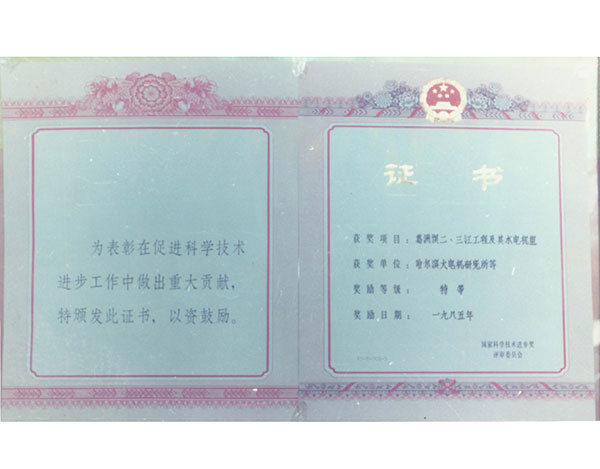 为表彰在促进科学技术
进步工作中做出重大贡献,
特颁发此证书,以资鼓励。
证书
获奖项目:葛洲坝二、三江工程及其水电机组
获奖单位:哈尔滨大电机研究所等
奖励等级:特等
奖励日期:一九八五年
国家科学技术进步奖
评审委员会